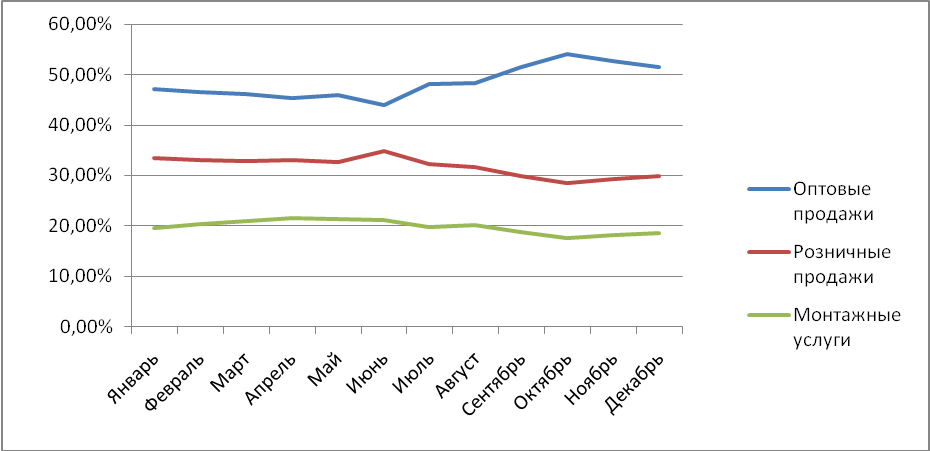 60,00%
50,00%
40,00%
30,00%
20,00%
10,00%
0,00%
Январь
Февраль
Март
Апрель
Май
Июнь
Июль
Август
Сентябрь
Октябрь
Ноябрь
Декабрь
Оптовые
продажи
Розничные
продажи
Монтажные
услуги